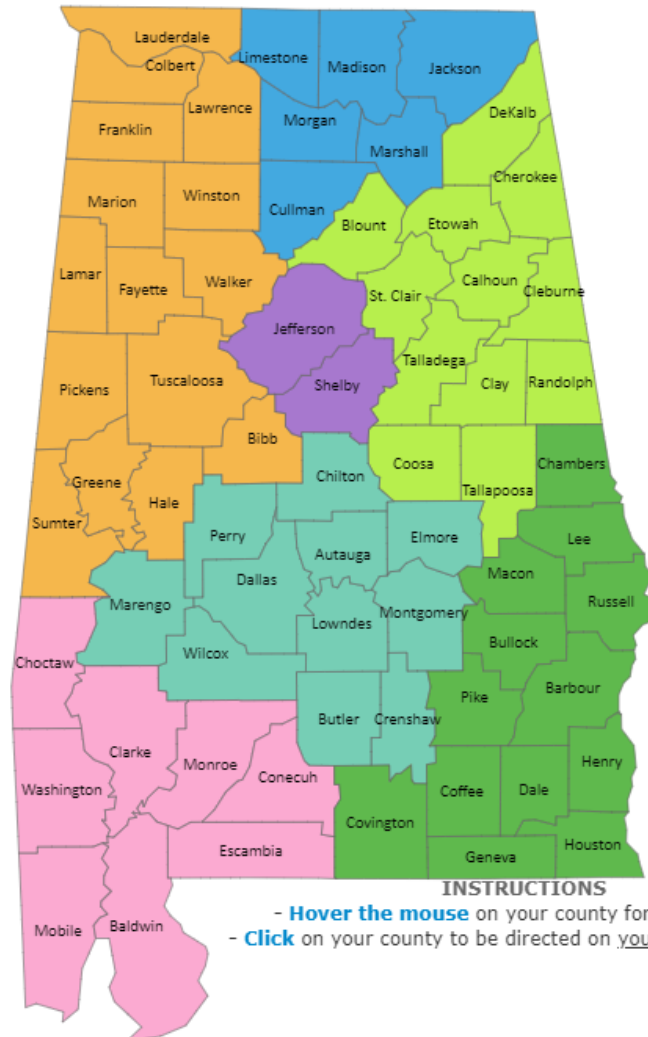 Lauderdale
Limestone
Madison
Jackson
Colbert
Lawrence
Franklin
Morgan
DeKalb
Marshall
Cherokee
Marion
Winston
Cullman
Blount
Etowah
Lamar
Fayette
Walker
St. Clair
Calhoun
Cleburne
Jefferson
Talladega
Pickens
Tuscaloosa
Shelby
Clay
Randolph
Bibb
Chilton
Coosa
Chambers
Greene
Hale
Tallapoosa
Sumter
Perry
Autauga
Elmore
Lee
Dallas
Macon
Marengo
Lowndes
Montgomery
Russell
Choctaw
Wilcox
Bullock
Pike
Barbour
Butler
Crenshaw
Clarke
Monroe
Conecuh
Washington
Coffee
Dale
Henry
Covington
Escambia
Geneva
Houston
Mobile
Baldwin
INSTRUCTIONS
- Hover the mouse on your county for
- Click on your county to be directed on you